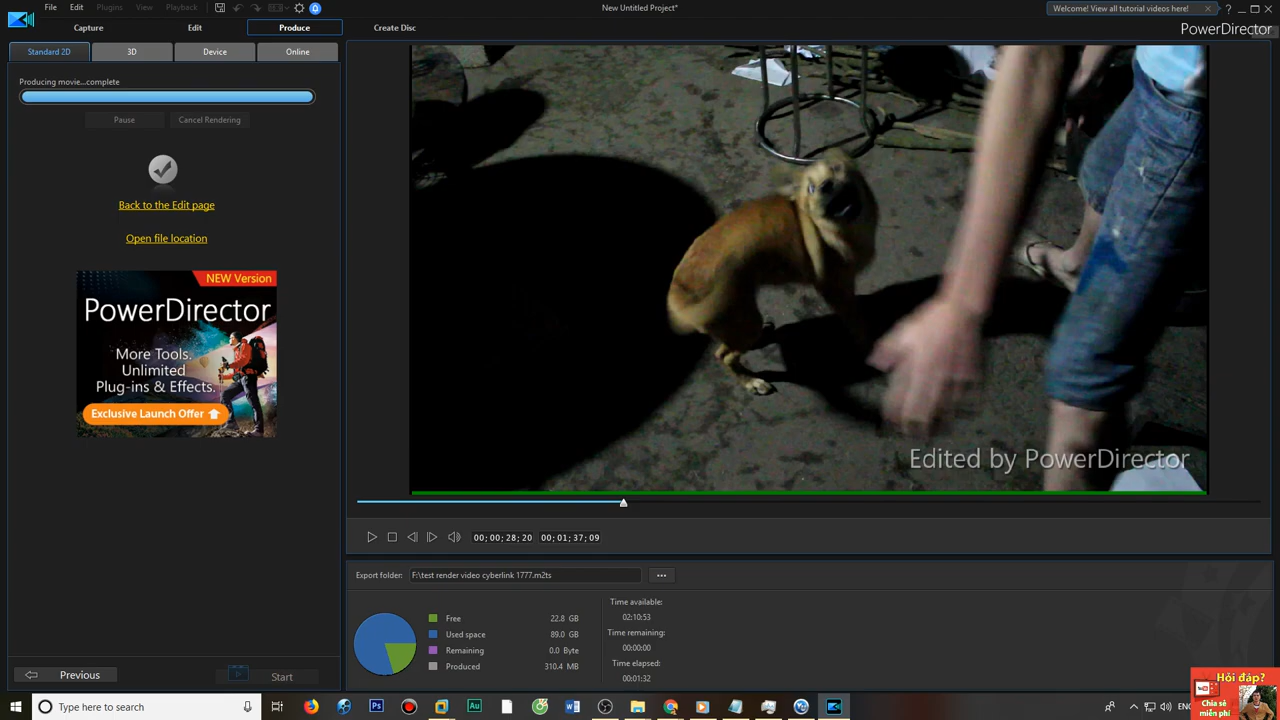 File Edit Plugins View Playback
New Untitled Project*
Welcome! View all tutorial videos here!
Capture Edit Produce Create Disc
PowerDirector
Standard 2D 3D Device Online
Producing movie...complete
Pause Cancel Rendering
Back to the Edit page
Open file location
NEW Version
PowerDirector
More Tools.
Unlimited
Plug-ins & Effects.
Exclusive Launch Offer
Edited by PowerDirector
00; 00; 28; 20 00; 01; 37; 09
Export folder: F:\test render video cyberlink 1777.m2ts
Free 22.8 GB
Used space 89.0 GB
Remaining 0.0 Byte
Produced 310.4 MB
Time available:
02:10:53
Time remaining:
00:00:00
Time elapsed:
00:01:32
Previous
Start
Hỏi đáp?
Chia sẻ
miễn phí
Type here to search
Ps
Au
ENG